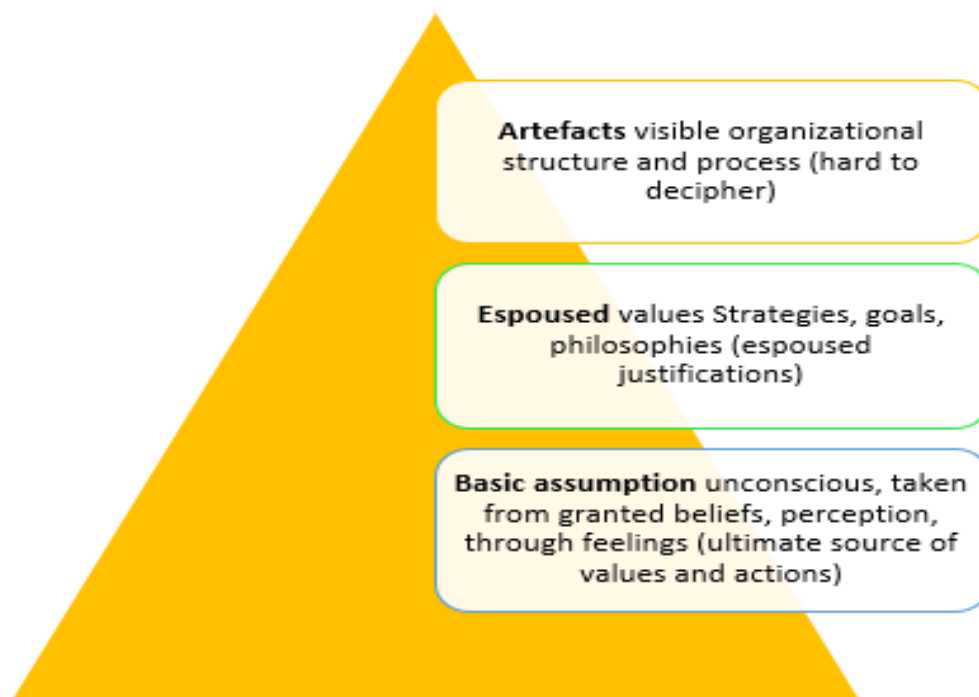 Artefacts visible organizational
structure and process (hard to
decipher)
Espoused values Strategies, goals,
philosophies (espoused
justifications)
Basic assumption unconscious, taken
from granted beliefs, perception,
through feelings (ultimate source of
values and actions)